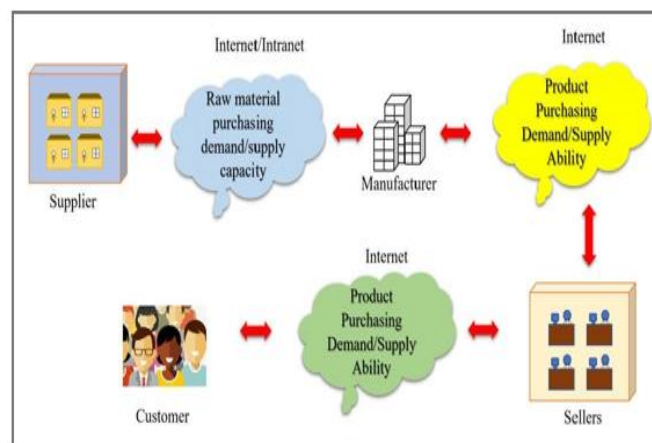 Internet/Intranet
Internet
Raw material
purchasing
demand/supply
capacity
Product
Purchasing
Demand/Supply
Ability
Supplier
Manufacturer
Internet
Product
Purchasing
Demand/Supply
Ability
Customer
Sellers